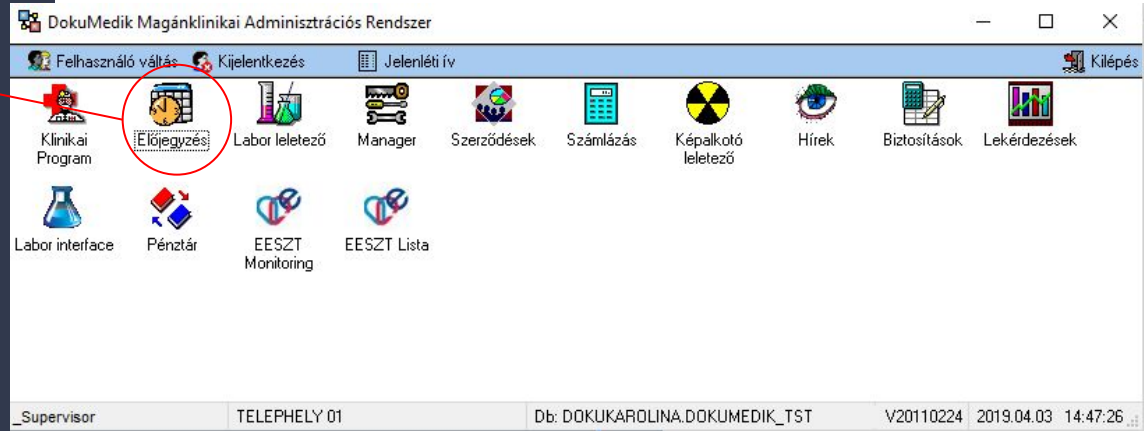 DokuMedik Magánklinikai Adminisztrációs Rendszer
Felhasználó váltás Kijelentkezés Jelenléti ív Kilépés
Klinikai Program Előjegyzés Labor leletező Manager Szerződések Számlázás Képalkotó leletező Hírek Biztosítások Lekérdezések
Labor interface Pénztár EESZT Monitoring EESZT Lista
_Supervisor TELEPHELY 01 Db: DOKUKAROLINA.DOKUMEDIK_TST V20110224 2019.04.03 14:47:26